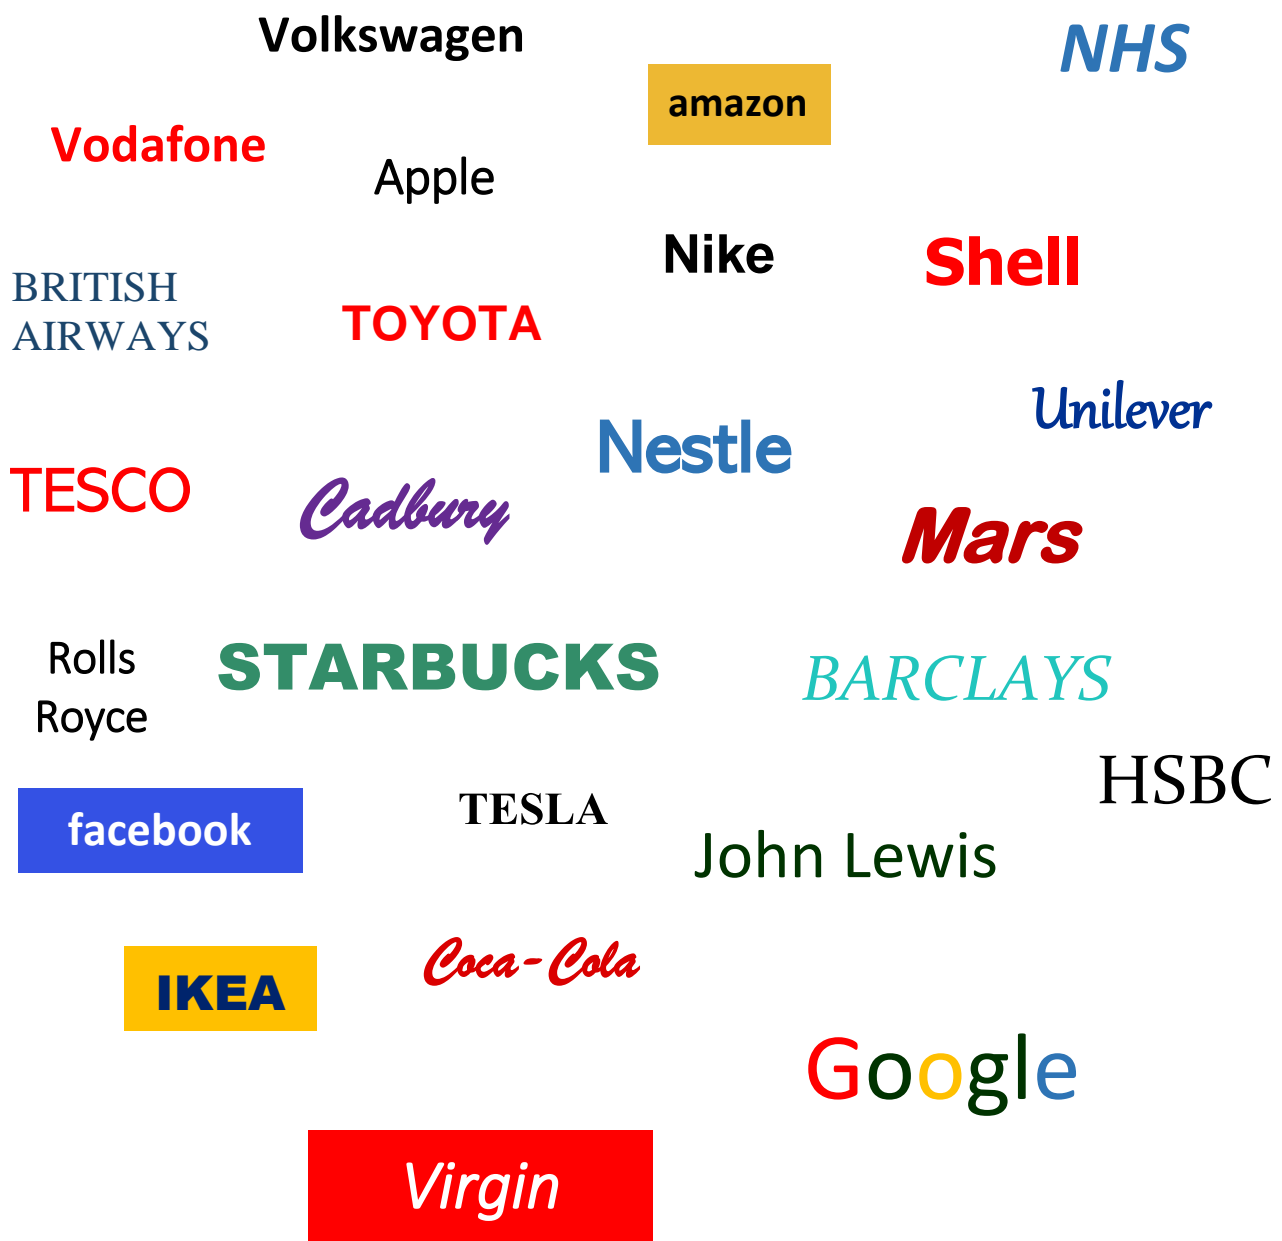 Volkswagen
NHS
amazon
Vodafone
Apple
Nike
Shell
BRITISH
AIRWAYS
TOYOTA
Unilever
Nestle
TESCO
Cadbury
Mars
Rolls
Royce
STARBUCKS
BARCLAYS
HSBC
facebook
TESLA
John Lewis
Coca-Cola
IKEA
Google
Virgin